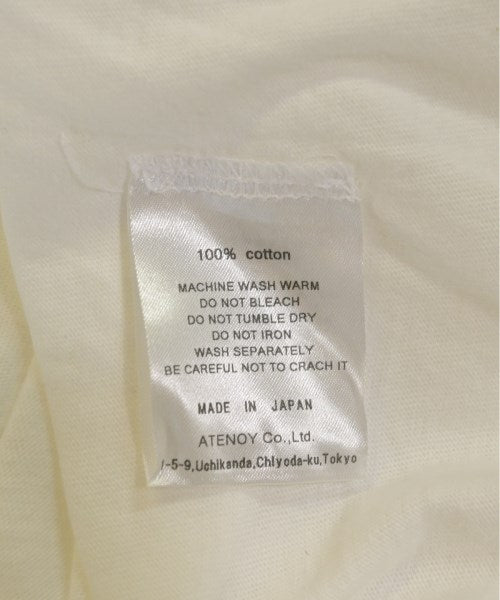 100% cotton
MACHINE WASH WARM
DO NOT BLEACH
DO NOT TUMBLE DRY
DO NOT IRON
WASH SEPARATELY
BE CAREFUL NOT TO CRACH IT
MADE IN JAPAN
ATENOY Co.,Ltd.
-5-9,Uchikanda,Chiyoda-ku,Tokyo